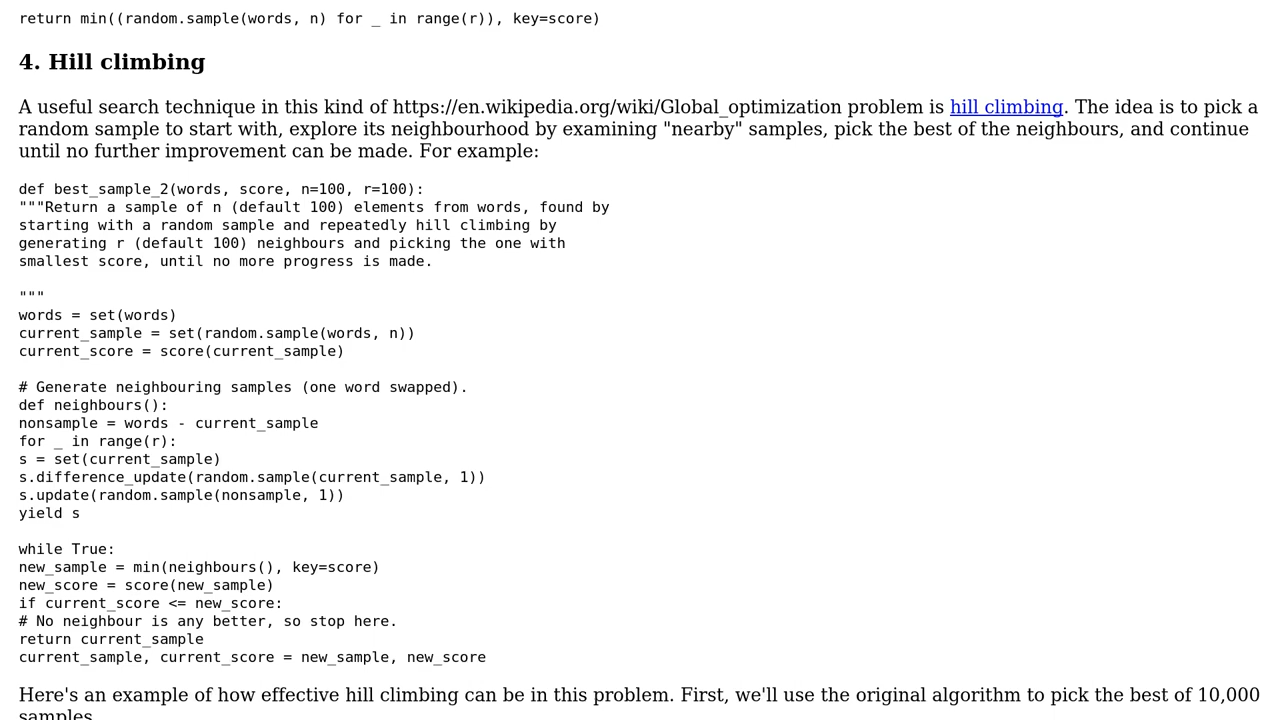 return min((random.sample(words, n) for _ in range(r)), key=score)
4. Hill climbing
A useful search technique in this kind of https://en.wikipedia.org/wiki/Global_optimization problem is hill climbing. The idea is to pick a
random sample to start with, explore its neighbourhood by examining "nearby" samples, pick the best of the neighbours, and continue
until no further improvement can be made. For example:
def best_sample_2(words, score, n=100, r=100):
"""Return a sample of n (default 100) elements from words, found by
starting with a random sample and repeatedly hill climbing by
generating r (default 100) neighbours and picking the one with
smallest score, until no more progress is made.
"""
words = set(words)
current_sample = set(random.sample(words, n))
current_score = score(current_sample)
# Generate neighbouring samples (one word swapped).
def neighbours():
nonsample = words - current_sample
for _ in range(r):
s = set(current_sample)
s.difference_update(random.sample(current_sample, 1))
s.update(random.sample(nonsample, 1))
yield s
while True:
new_sample = min(neighbours(), key=score)
new_score = score(new_sample)
if current_score <= new_score:
# No neighbour is any better, so stop here.
return current_sample
current_sample, current_score = new_sample, new_score
Here's an example of how effective hill climbing can be in this problem. First, we'll use the original algorithm to pick the best of 10,000
samples